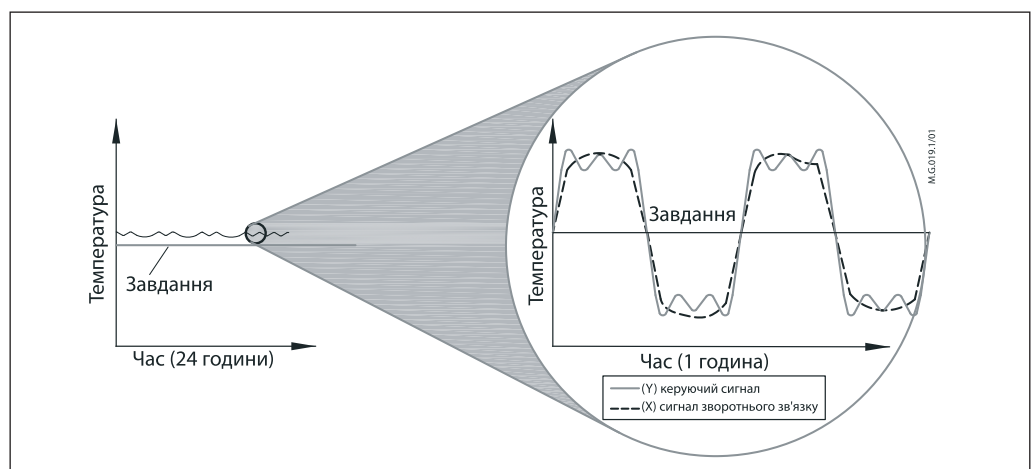 Температура
Завдання
Час (24 години)
Температура
Завдання
Час (1 година)
(Y) керуючий сигнал
(X) сигнал зворотнього зв'язку
M.G.019.1/01